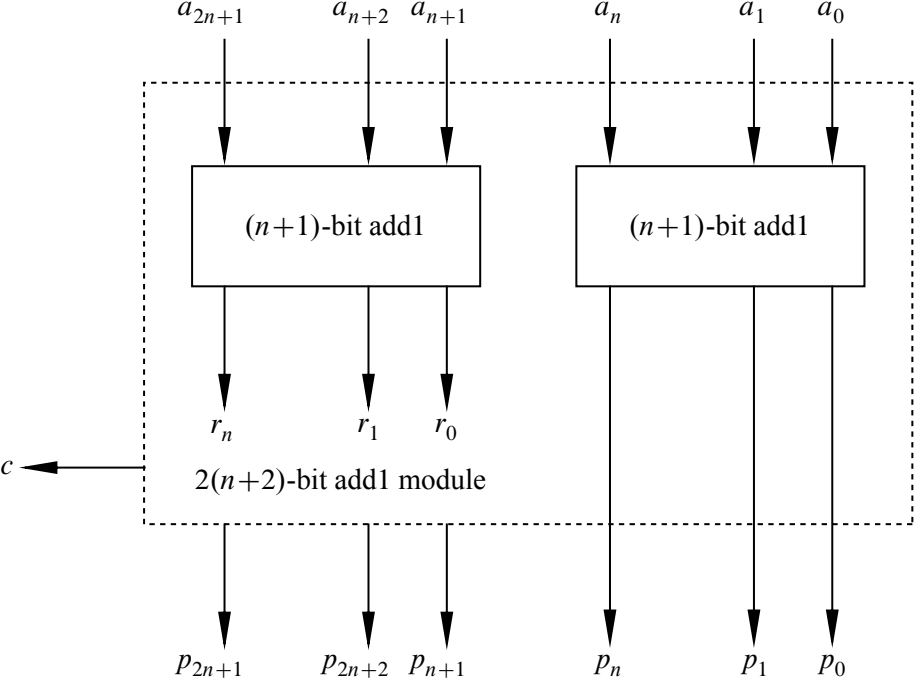 a_{2n+1} a_{n+2} a_{n+1} a_n a_1 a_0
(n+1)-bit add1 (n+1)-bit add1
r_n r_1 r_0
c
2(n+2)-bit add1 module
p_{2n+1} p_{2n+2} p_{n+1} p_n p_1 p_0